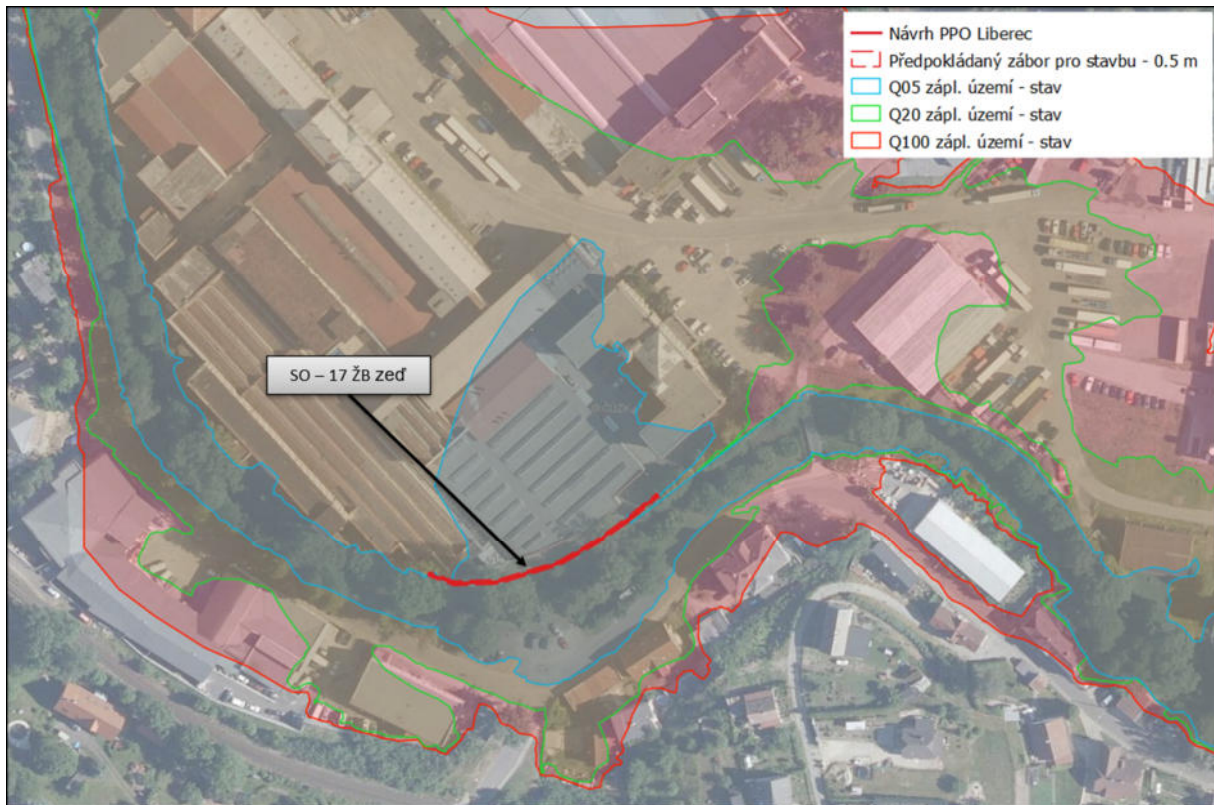 Návrh PPO Liberec
Předpokládaný zábor pro stavbu - 0.5 m
Q05 zápl. území - stav
Q20 zápl. území - stav
Q100 zápl. území - stav
SO – 17 ŽB zeď